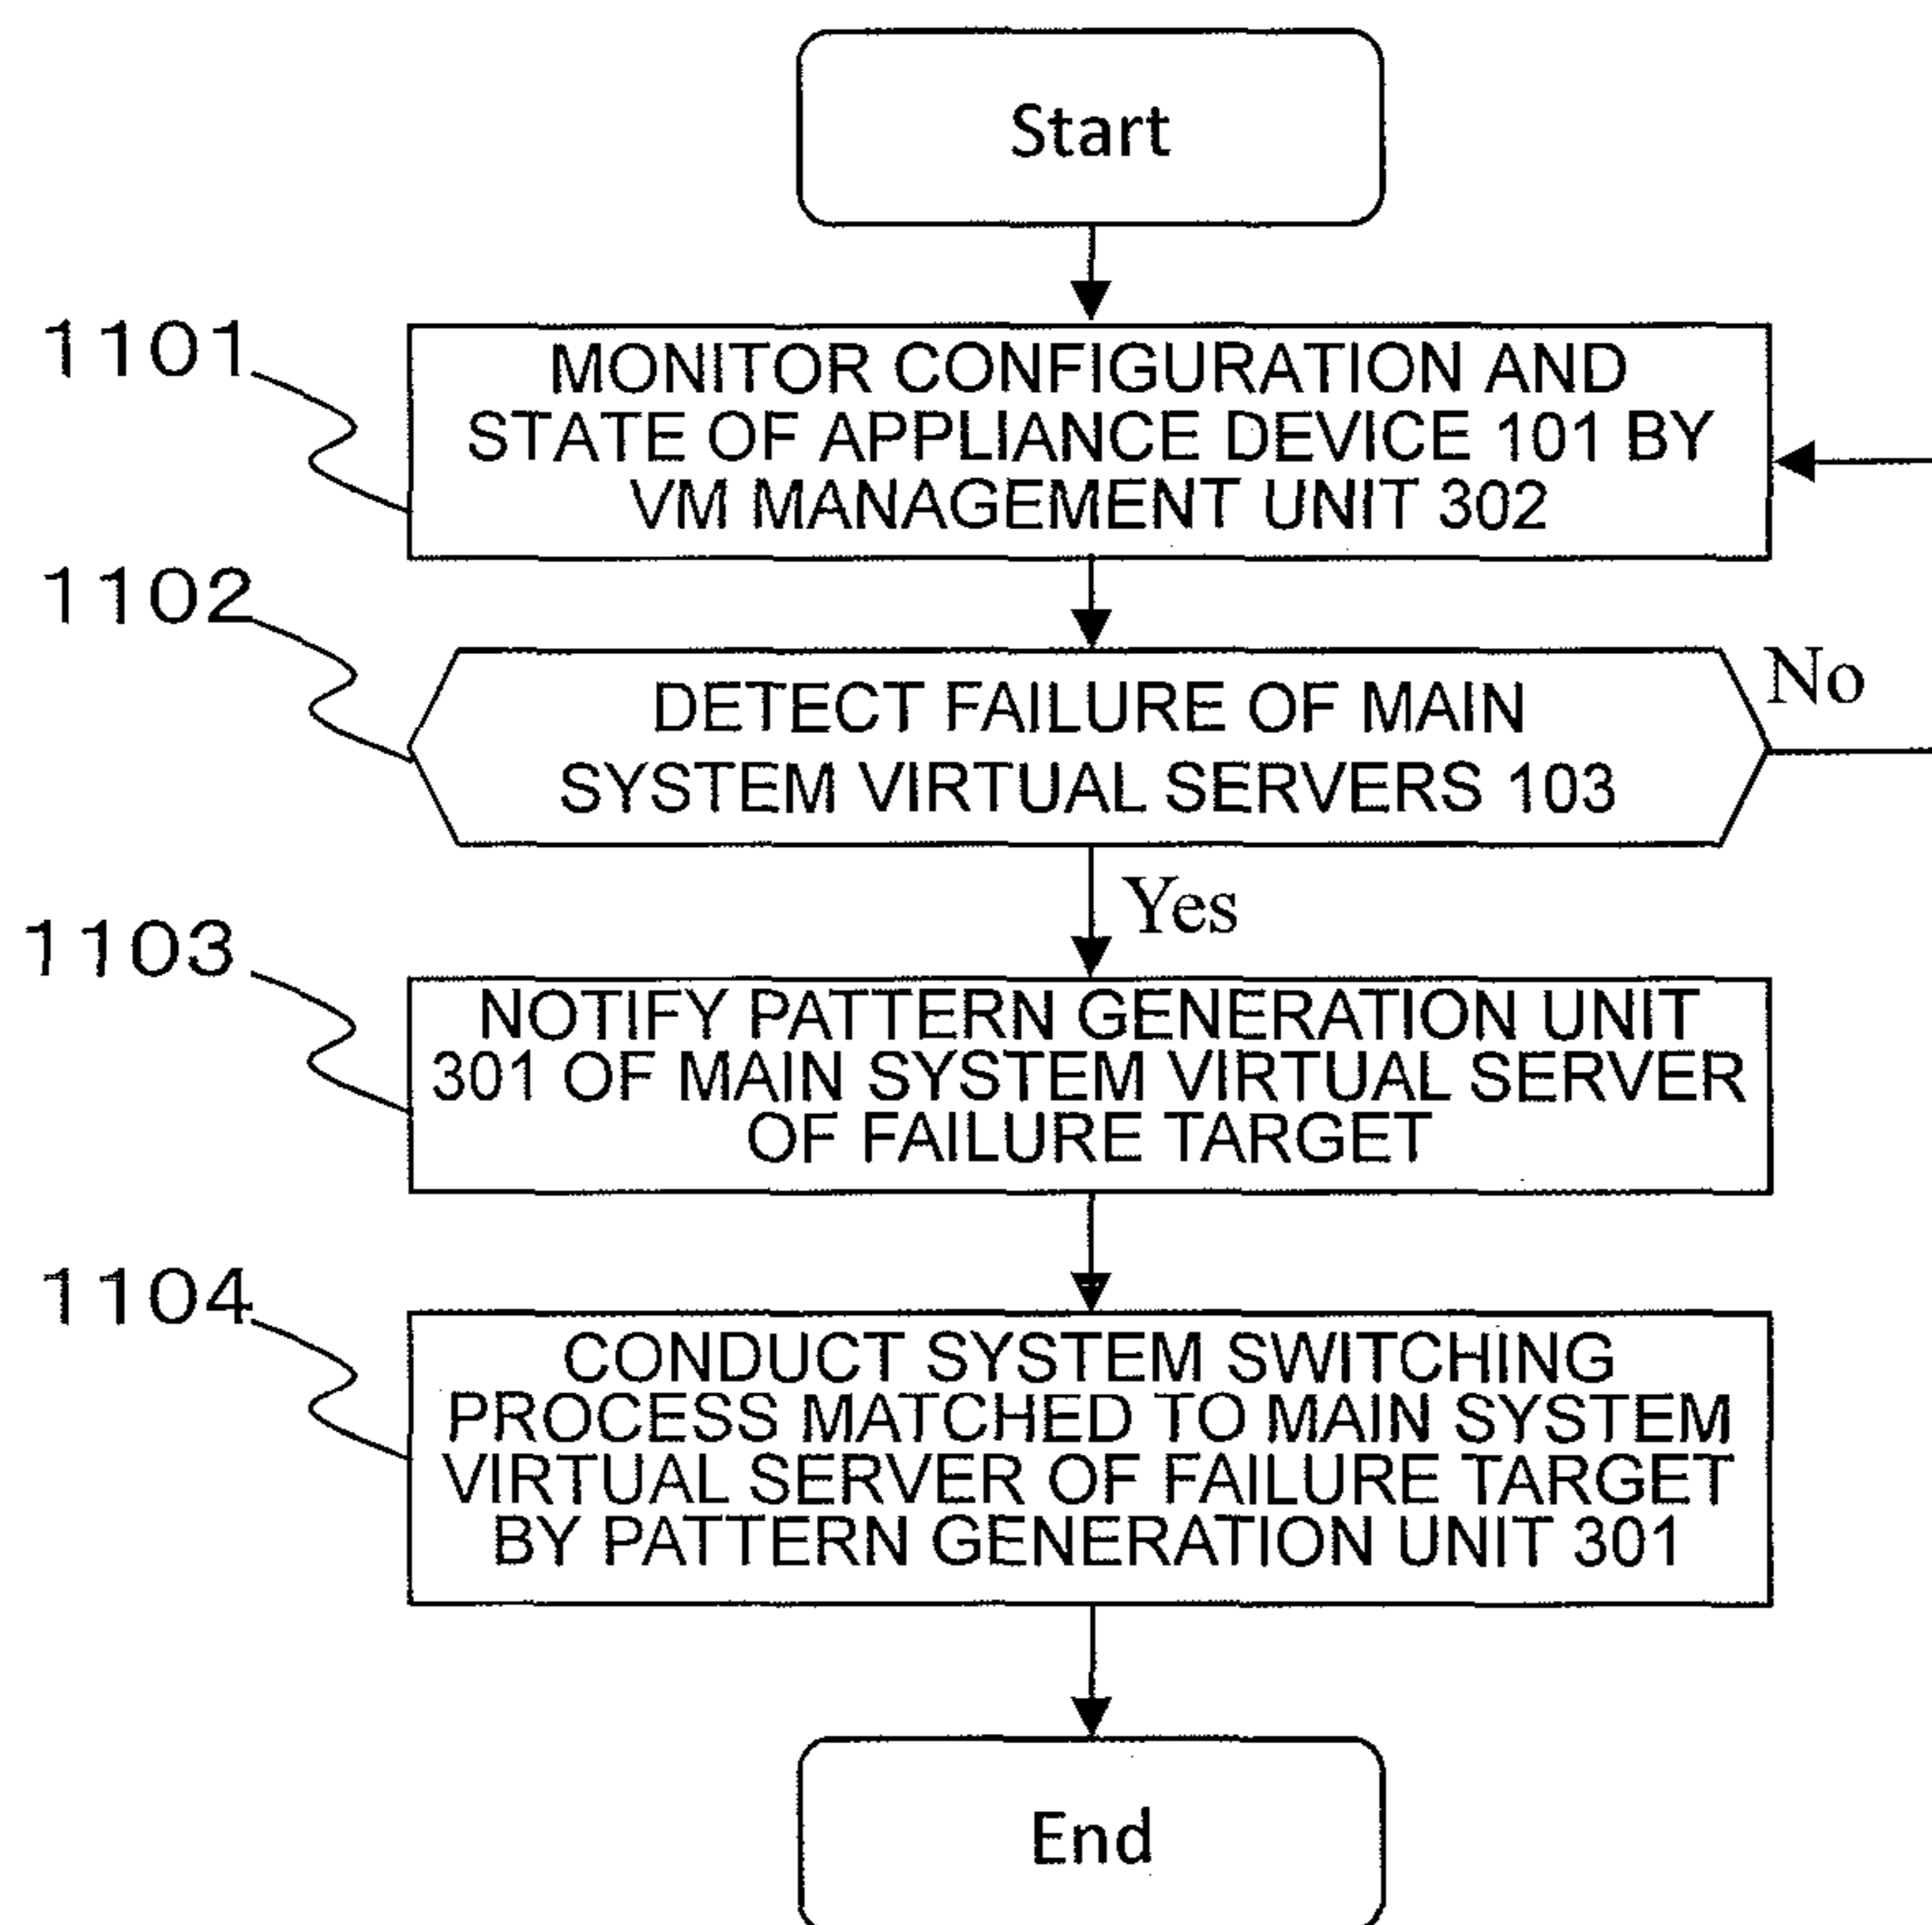 Start
1101
MONITOR CONFIGURATION AND
STATE OF APPLIANCE DEVICE 101 BY
VM MANAGEMENT UNIT 302
1102
DETECT FAILURE OF MAIN
SYSTEM VIRTUAL SERVERS 103
No
Yes
1103
NOTIFY PATTERN GENERATION UNIT
301 OF MAIN SYSTEM VIRTUAL SERVER
OF FAILURE TARGET
1104
CONDUCT SYSTEM SWITCHING
PROCESS MATCHED TO MAIN SYSTEM
VIRTUAL SERVER OF FAILURE TARGET
BY PATTERN GENERATION UNIT 301
End